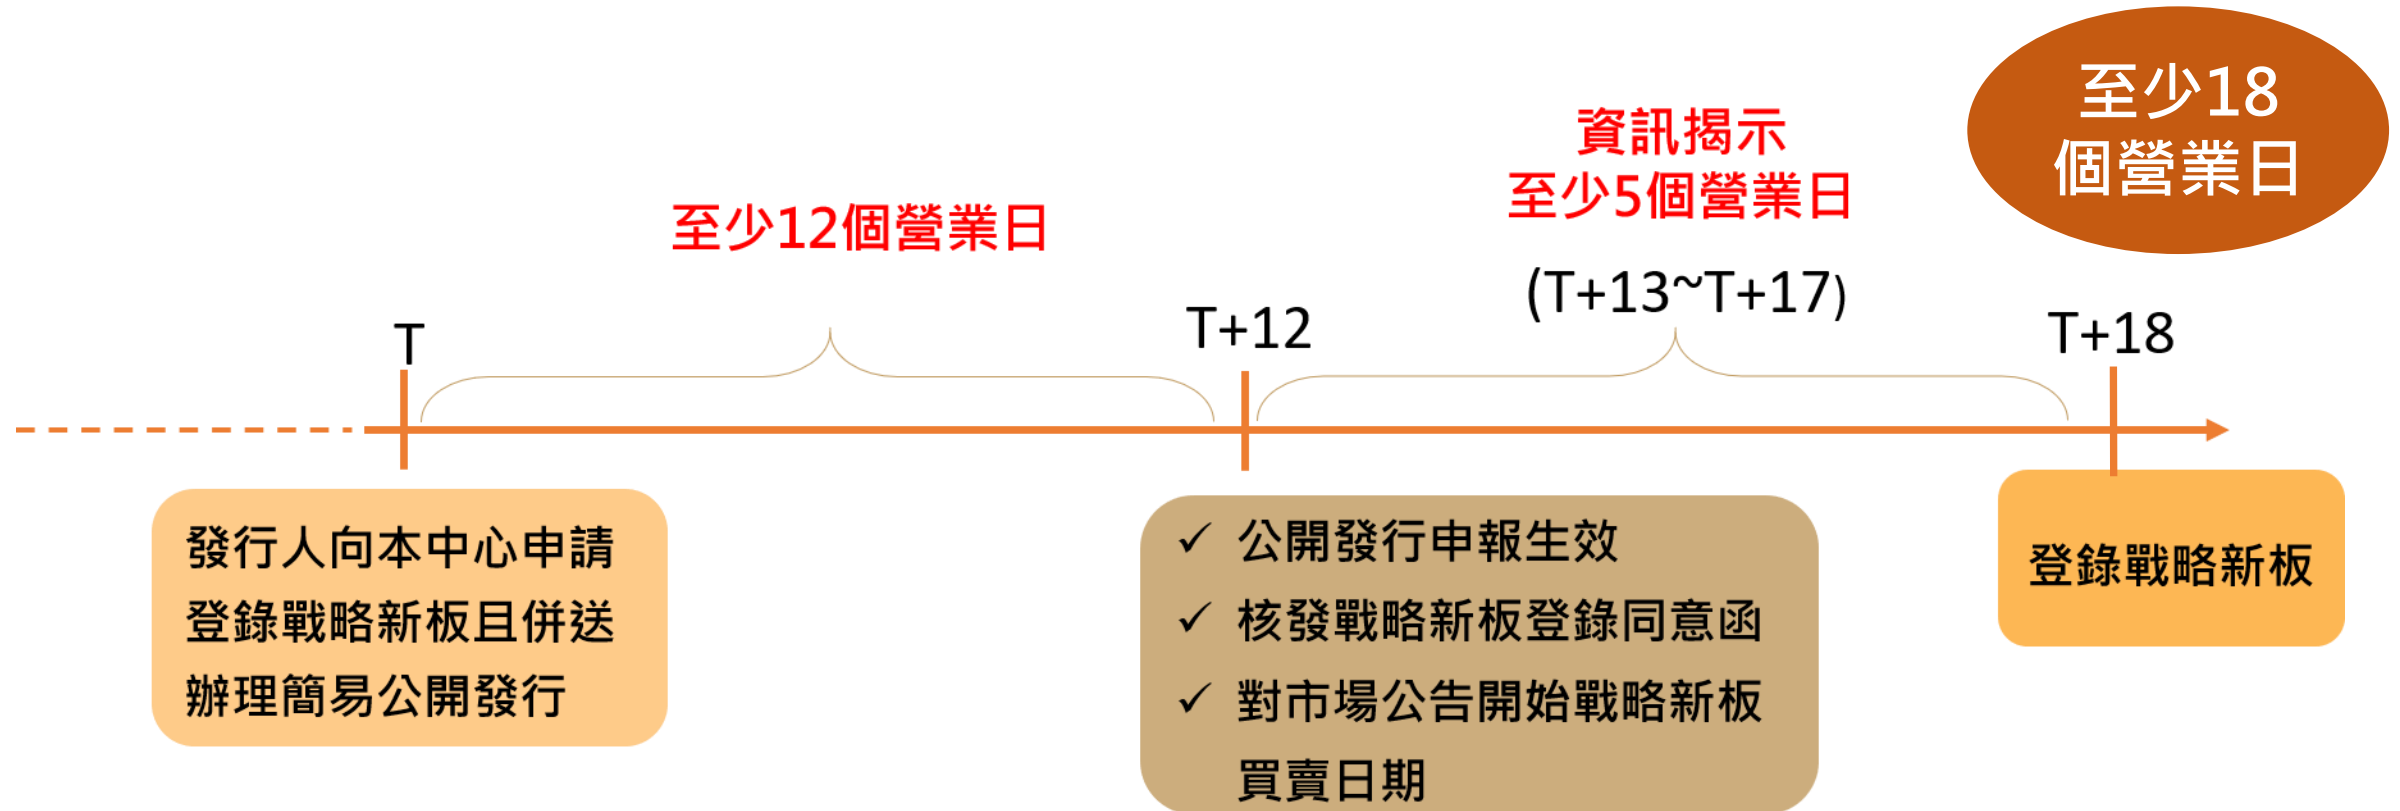 至少18
個營業日
資訊揭示
至少5個營業日
至少12個營業日
(T+13~T+17)
T
T+12
T+18
發行人向本中心申請
登錄戰略新板且併送
辦理簡易公開發行
✓ 公開發行申報生效
✓ 核發戰略新板登錄同意函
✓ 對市場公告開始戰略新板
買賣日期
登錄戰略新板